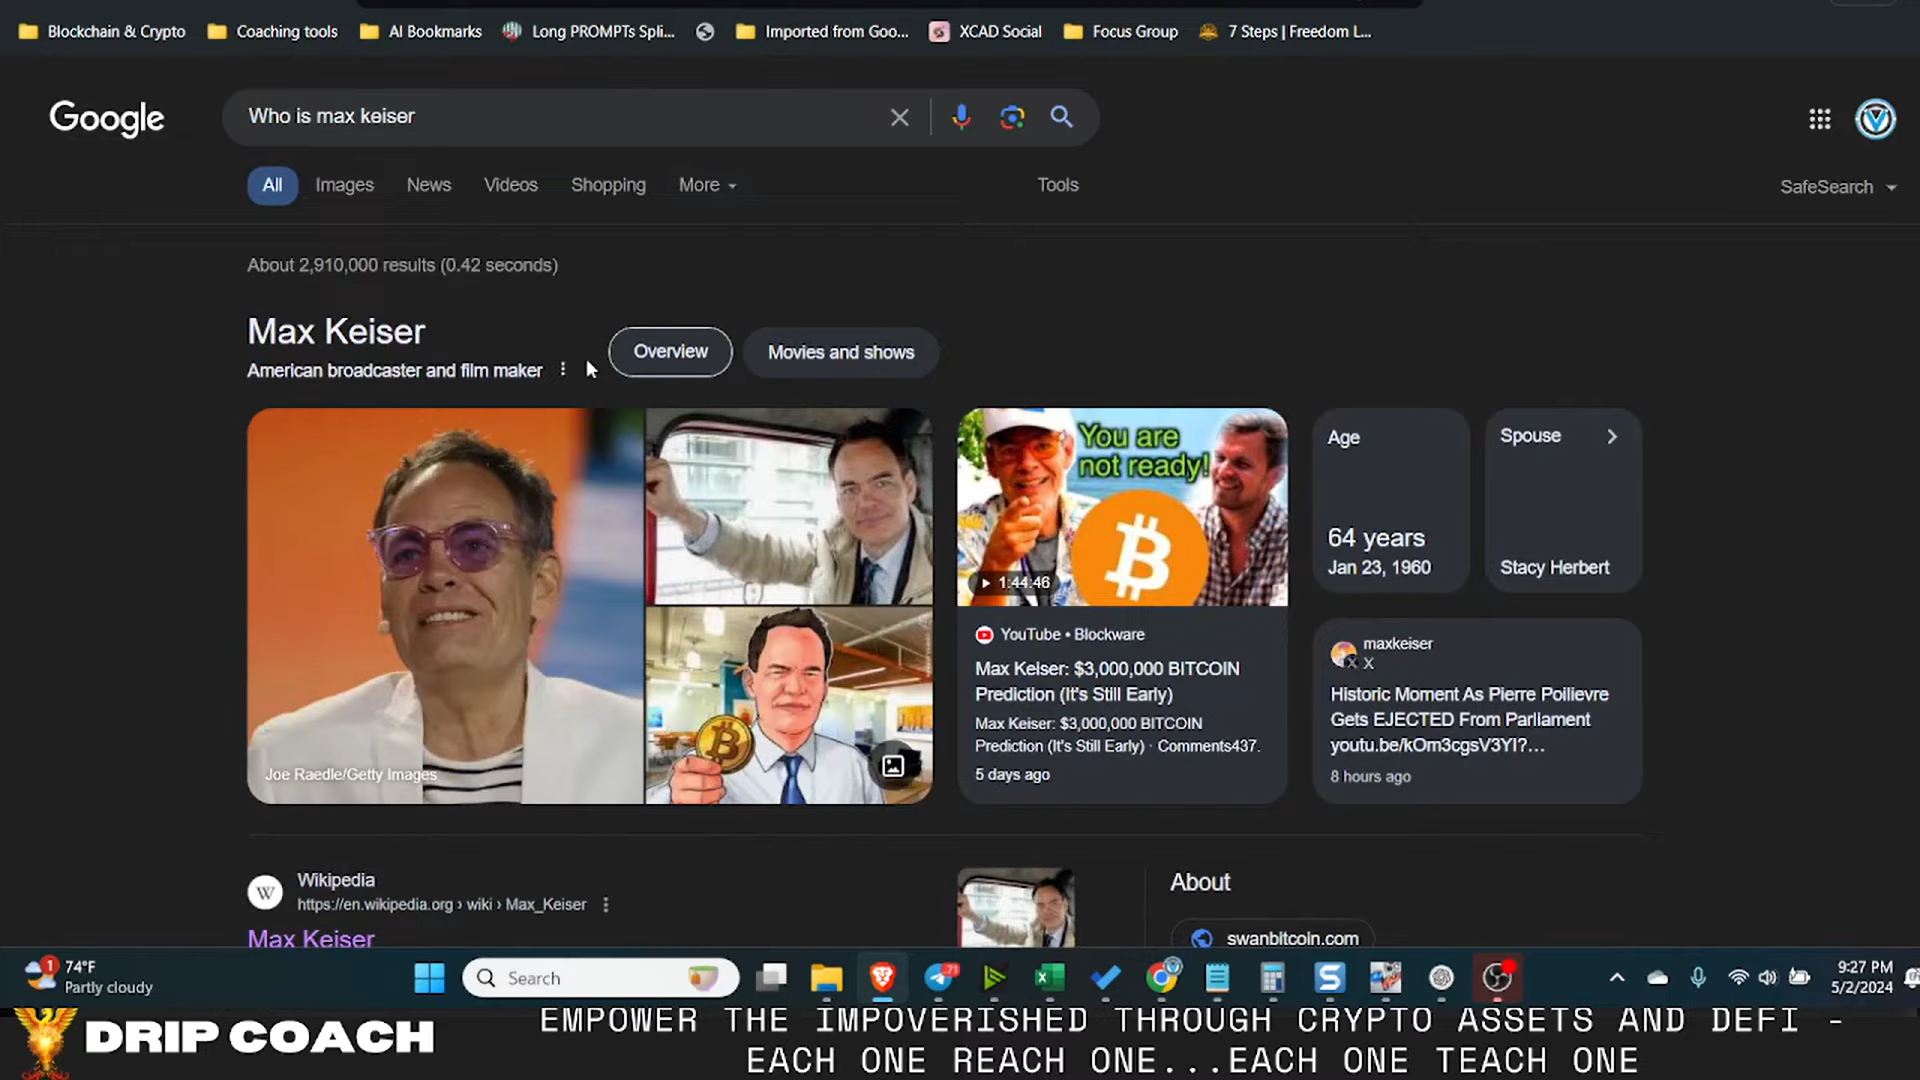 Blockchain & Crypto
Coaching tools
AI Bookmarks
Long PROMPTs Spli...
Imported from Goo...
XCAD Social
Focus Group
7 Steps | Freedom L...
Google
Who is max keiser
All
Images
News
Videos
Shopping
More
Tools
SafeSearch
About 2,910,000 results (0.42 seconds)
Max Keiser
American broadcaster and film maker
Overview
Movies and shows
Joe Raedle/Getty Images
You are
not ready!
1:44:46
YouTube • Blockware
Max Keiser: $3,000,000 BITCOIN
Prediction (It's Still Early)
Max Keiser: $3,000,000 BITCOIN
Prediction (It's Still Early) · Comments437.
5 days ago
Age
64 years
Jan 23, 1960
Spouse
Stacy Herbert
maxkeiser
X
Historic Moment As Pierre Poilievre
Gets EJECTED From Parliament
youtu.be/kOm3cgsV3YI?...
8 hours ago
W
Wikipedia
https://en.wikipedia.org › wiki › Max_Keiser
Max Keiser
About
swanbitcoin.com
1
74°F
Partly cloudy
Search
71
9:27 PM
5/2/2024
DRIP COACH
EMPOWER THE IMPOVERISHED THROUGH CRYPTO ASSETS AND DEFI -
EACH ONE REACH ONE...EACH ONE TEACH ONE